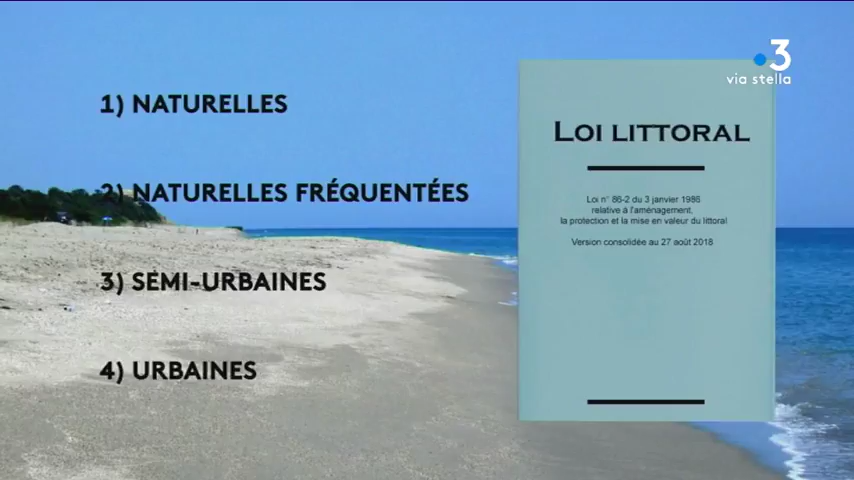 3
via stella
1) NATURELLES
2) NATURELLES FRÉQUENTÉES
3) SEMI-URBAINES
4) URBAINES
LOI LITTORAL
Loi n° 86-2 du 3 janvier 1986
relative à l'aménagement,
la protection et la mise en valeur du littoral
Version consolidée au 27 août 2018